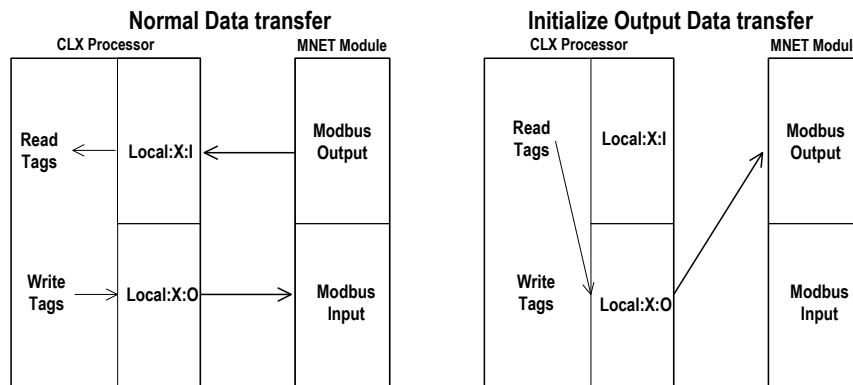 Normal Data transfer
CLX Processor
MNET Module
Read
Tags
Local:X:I
Modbus
Output
Write
Tags
Local:X:O
Modbus
Input
Initialize Output Data transfer
CLX Processor
MNET Modul
Read
Tags
Local:X:I
Modbus
Output
Write
Tags
Local:X:O
Modbus
Input